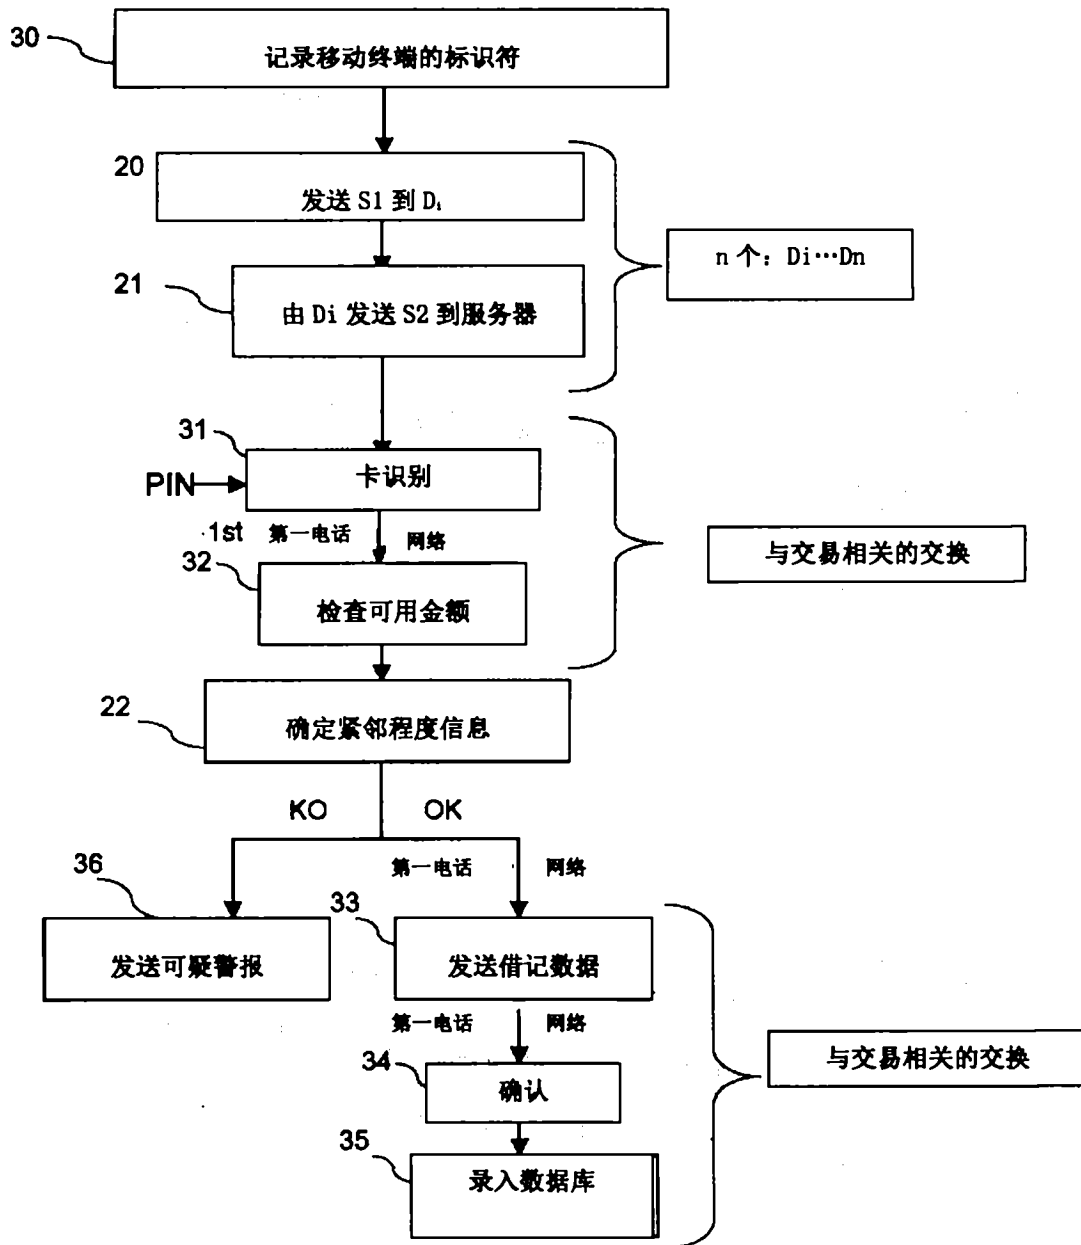 30
记录移动终端的标识符
20
发送 S1 到 Di
21
由 Di 发送 S2 到服务器
n 个：Di…Dn
31
PIN
卡识别
1st 第一电话 网络
32
检查可用金额
与交易相关的交换
22
确定紧邻程度信息
KO OK
第一电话 网络
36
发送可疑警报
33
发送借记数据
第一电话 网络
34
确认
与交易相关的交换
35
录入数据库